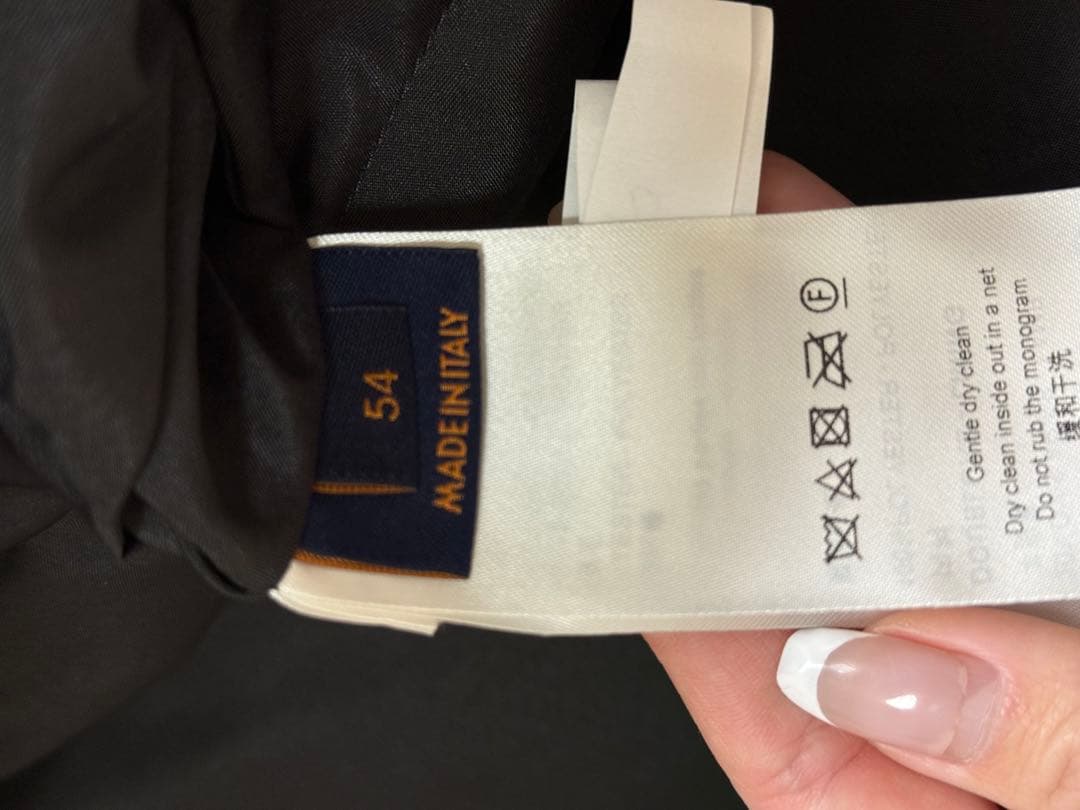 54
MADE IN ITALY
F
Gentle dry clean
Dry clean inside out in a net
Do not rub the monogram
缓和干洗